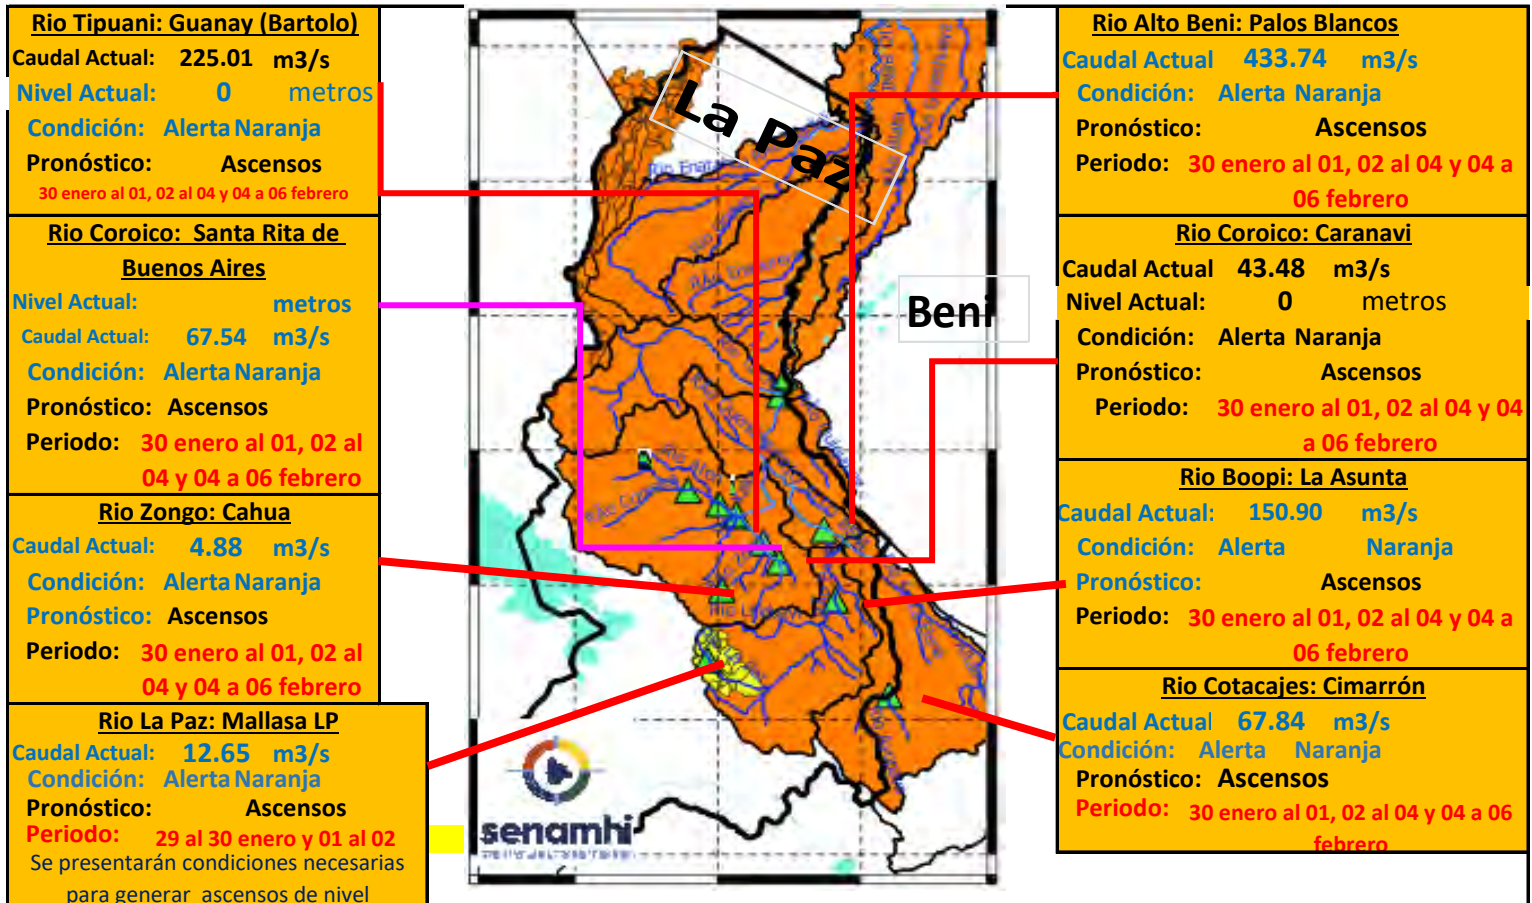 Rio Tipuani: Guanay (Bartolo)
Caudal Actual: 225.01 m3/s
Nivel Actual: 0 metros
Condición: Alerta Naranja
Pronóstico: Ascensos
30 enero al 01, 02 al 04 y 04 a 06 febrero
Rio Coroico: Santa Rita de
Buenos Aires
Nivel Actual: metros
Caudal Actual: 67.54 m3/s
Condición: Alerta Naranja
Pronóstico: Ascensos
Periodo: 30 enero al 01, 02 al
04 y 04 a 06 febrero
Rio Zongo: Cahua
Caudal Actual: 4.88 m3/s
Condición: Alerta Naranja
Pronóstico: Ascensos
Periodo: 30 enero al 01, 02 al
04 y 04 a 06 febrero
Rio La Paz: Mallasa LP
Caudal Actual: 12.65 m3/s
Condición: Alerta Naranja
Pronóstico: Ascensos
Periodo: 29 al 30 enero y 01 al 02
Se presentarán condiciones necesarias
para generar ascensos de nivel
La Paz
Beni
senamhi
Rio Alto Beni: Palos Blancos
Caudal Actual 433.74 m3/s
Condición: Alerta Naranja
Pronóstico: Ascensos
Periodo: 30 enero al 01, 02 al 04 y 04 a
06 febrero
Rio Coroico: Caranavi
Caudal Actual 43.48 m3/s
Nivel Actual: 0 metros
Condición: Alerta Naranja
Pronóstico: Ascensos
Periodo: 30 enero al 01, 02 al 04 y 04
a 06 febrero
Rio Boopi: La Asunta
Caudal Actual: 150.90 m3/s
Condición: Alerta Naranja
Pronóstico: Ascensos
Periodo: 30 enero al 01, 02 al 04 y 04 a
06 febrero
Rio Cotacajes: Cimarrón
Caudal Actual 67.84 m3/s
Condición: Alerta Naranja
Pronóstico: Ascensos
Periodo: 30 enero al 01, 02 al 04 y 04 a 06
febrero